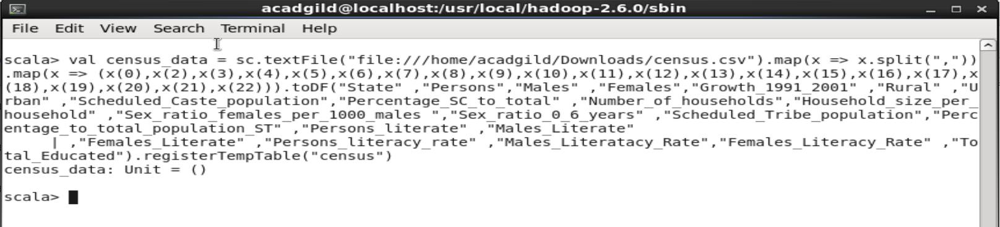 acadgild@localhost:/usr/local/hadoop-2.6.0/sbin
File Edit View Search Terminal Help
scala> val census_data = sc.textFile("file:///home/acadgild/Downloads/census.csv").map(x => x.split(","))
.map(x => (x(0),x(2),x(3),x(4),x(5),x(6),x(7),x(8),x(9),x(10),x(11),x(12),x(13),x(14),x(15),x(16),x(17),x
(18),x(19),x(20),x(21),x(22))).toDF("State" ,"Persons","Males" ,"Females","Growth_1991_2001" ,"Rural" ,"U
rban" ,"Scheduled_Caste_population","Percentage_SC_to_total" ,"Number_of_households","Household_size_per_
household" ,"Sex_ratio_females_per_1000_males ","Sex_ratio_0_6_years" ,"Scheduled_Tribe_population","Perc
entage_to_total_population_ST" ,"Persons_literate" ,"Males_Literate"
     | ,"Females_Literate" ,"Persons_literacy_rate" ,"Males_Literatacy_Rate","Females_Literacy_Rate" ,"To
tal_Educated").registerTempTable("census")
census_data: Unit = ()
scala>